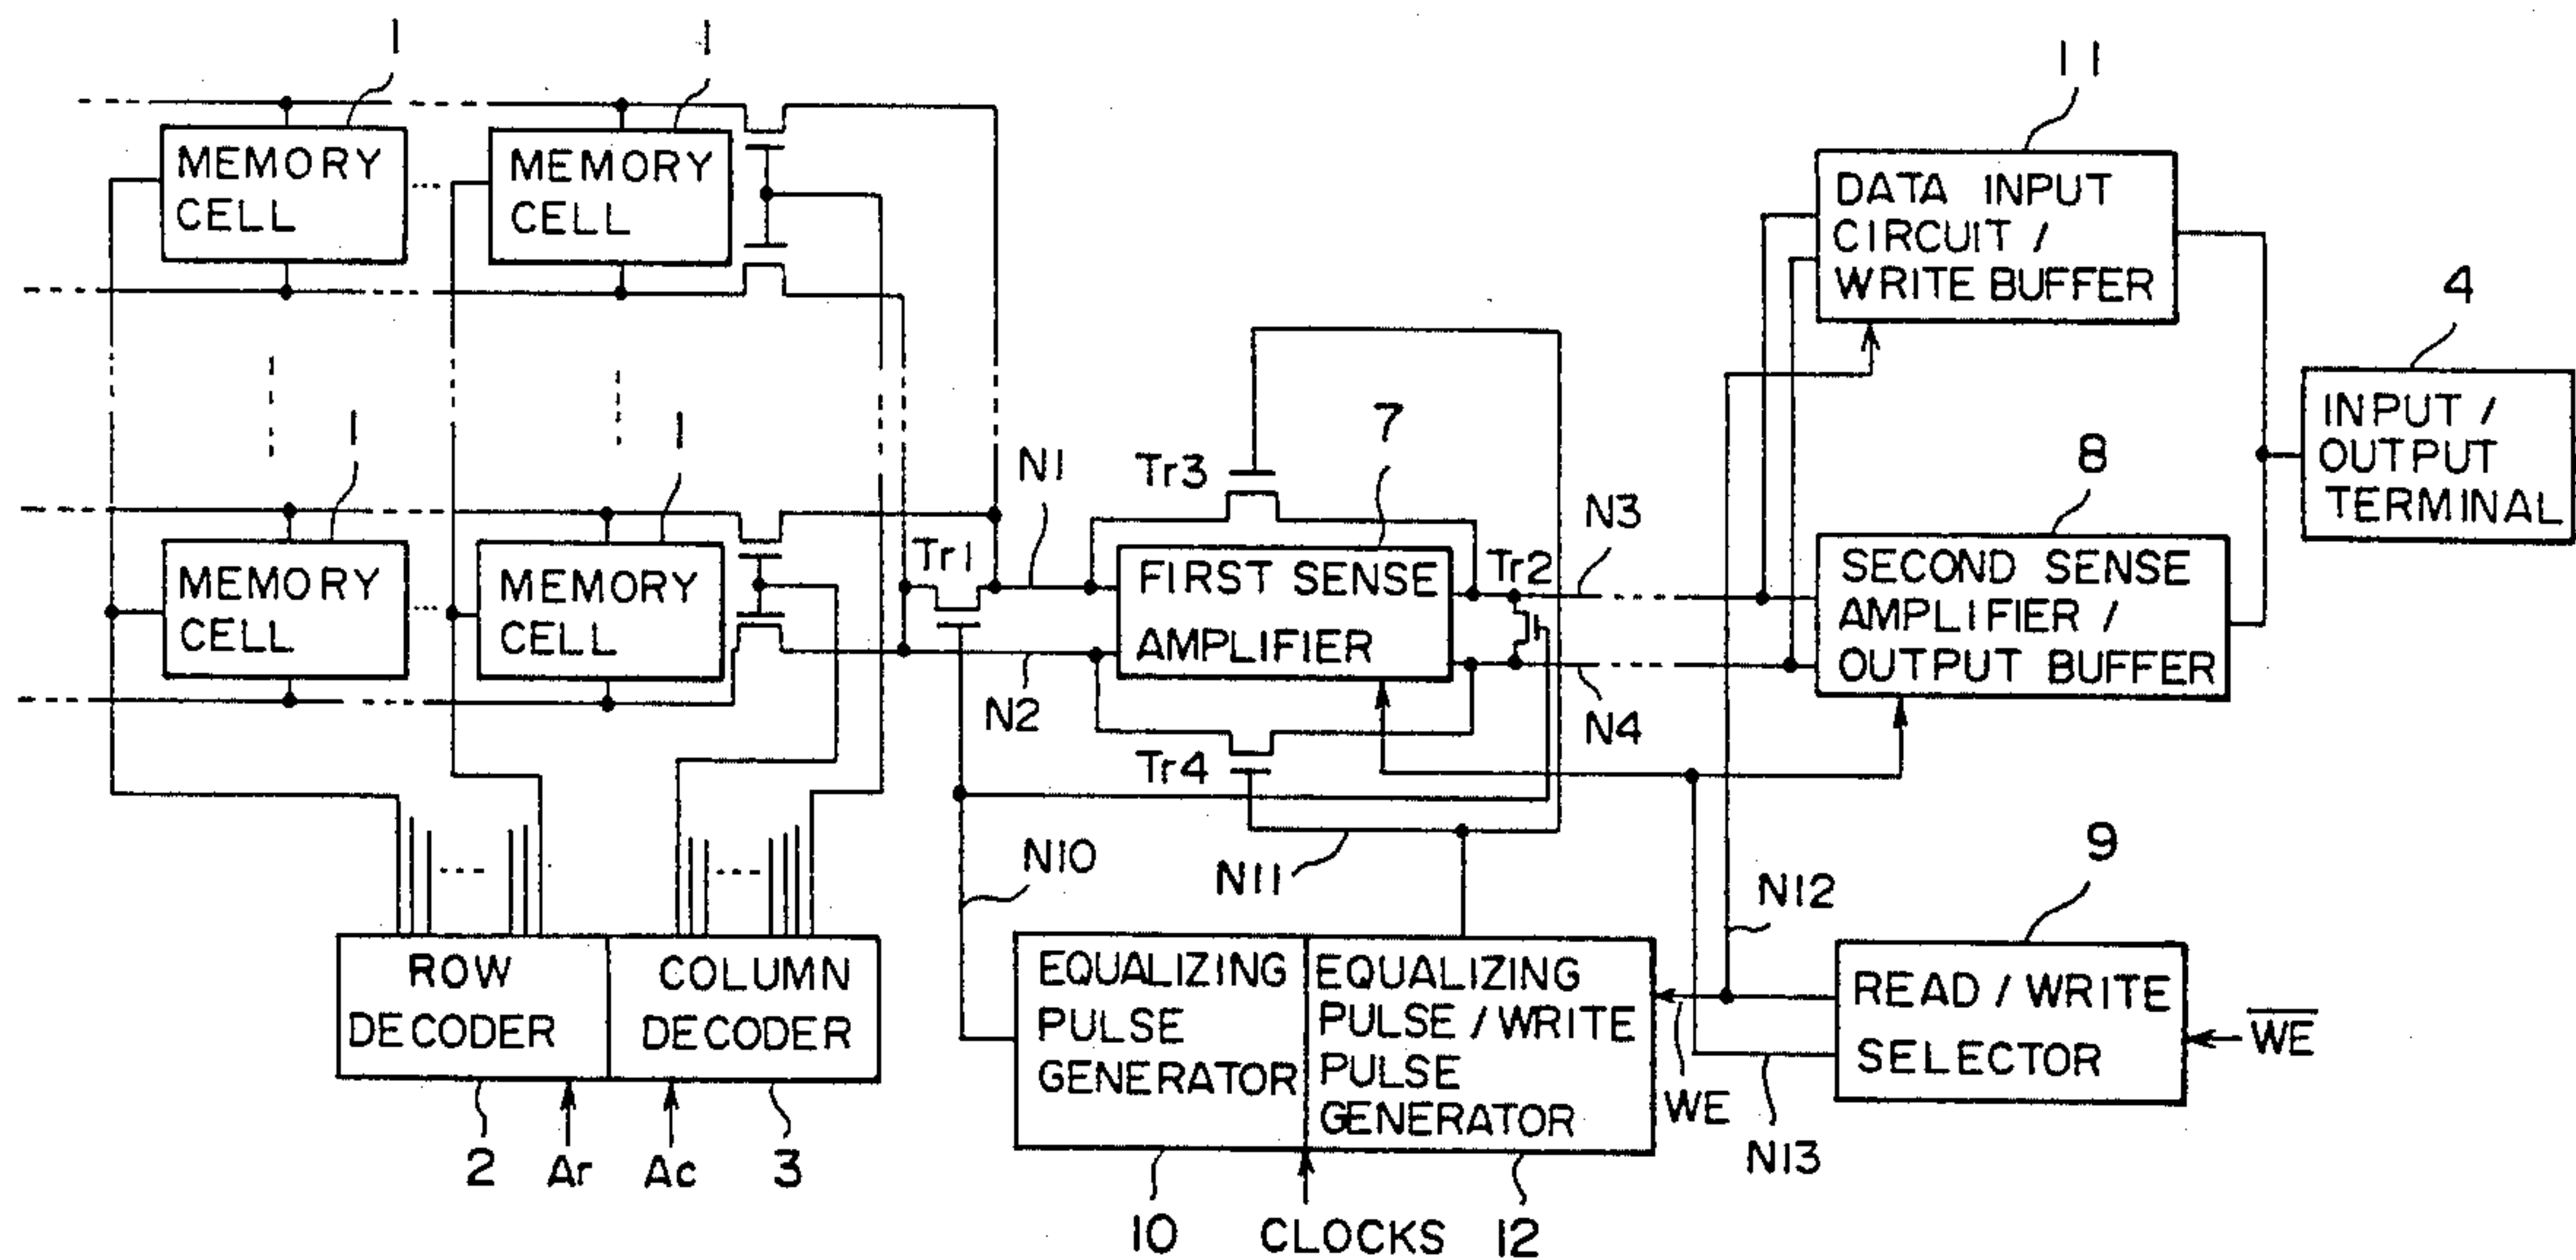 1
1
11
MEMORY
CELL
...
MEMORY
CELL
DATA INPUT
CIRCUIT /
WRITE BUFFER
4
INPUT /
OUTPUT
TERMINAL
1
1
N1
Tr3
7
N3
8
MEMORY
CELL
...
MEMORY
CELL
Tr1
FIRST SENSE
AMPLIFIER
Tr2
SECOND SENSE
AMPLIFIER /
OUTPUT BUFFER
N2
Tr4
N4
N10
N11
N12
9
ROW
DECODER
COLUMN
DECODER
EQUALIZING
PULSE
GENERATOR
EQUALIZING
PULSE / WRITE
PULSE
GENERATOR
WE
READ / WRITE
SELECTOR
W̅E̅
N13
2
Ar
Ac
3
10
CLOCKS
12